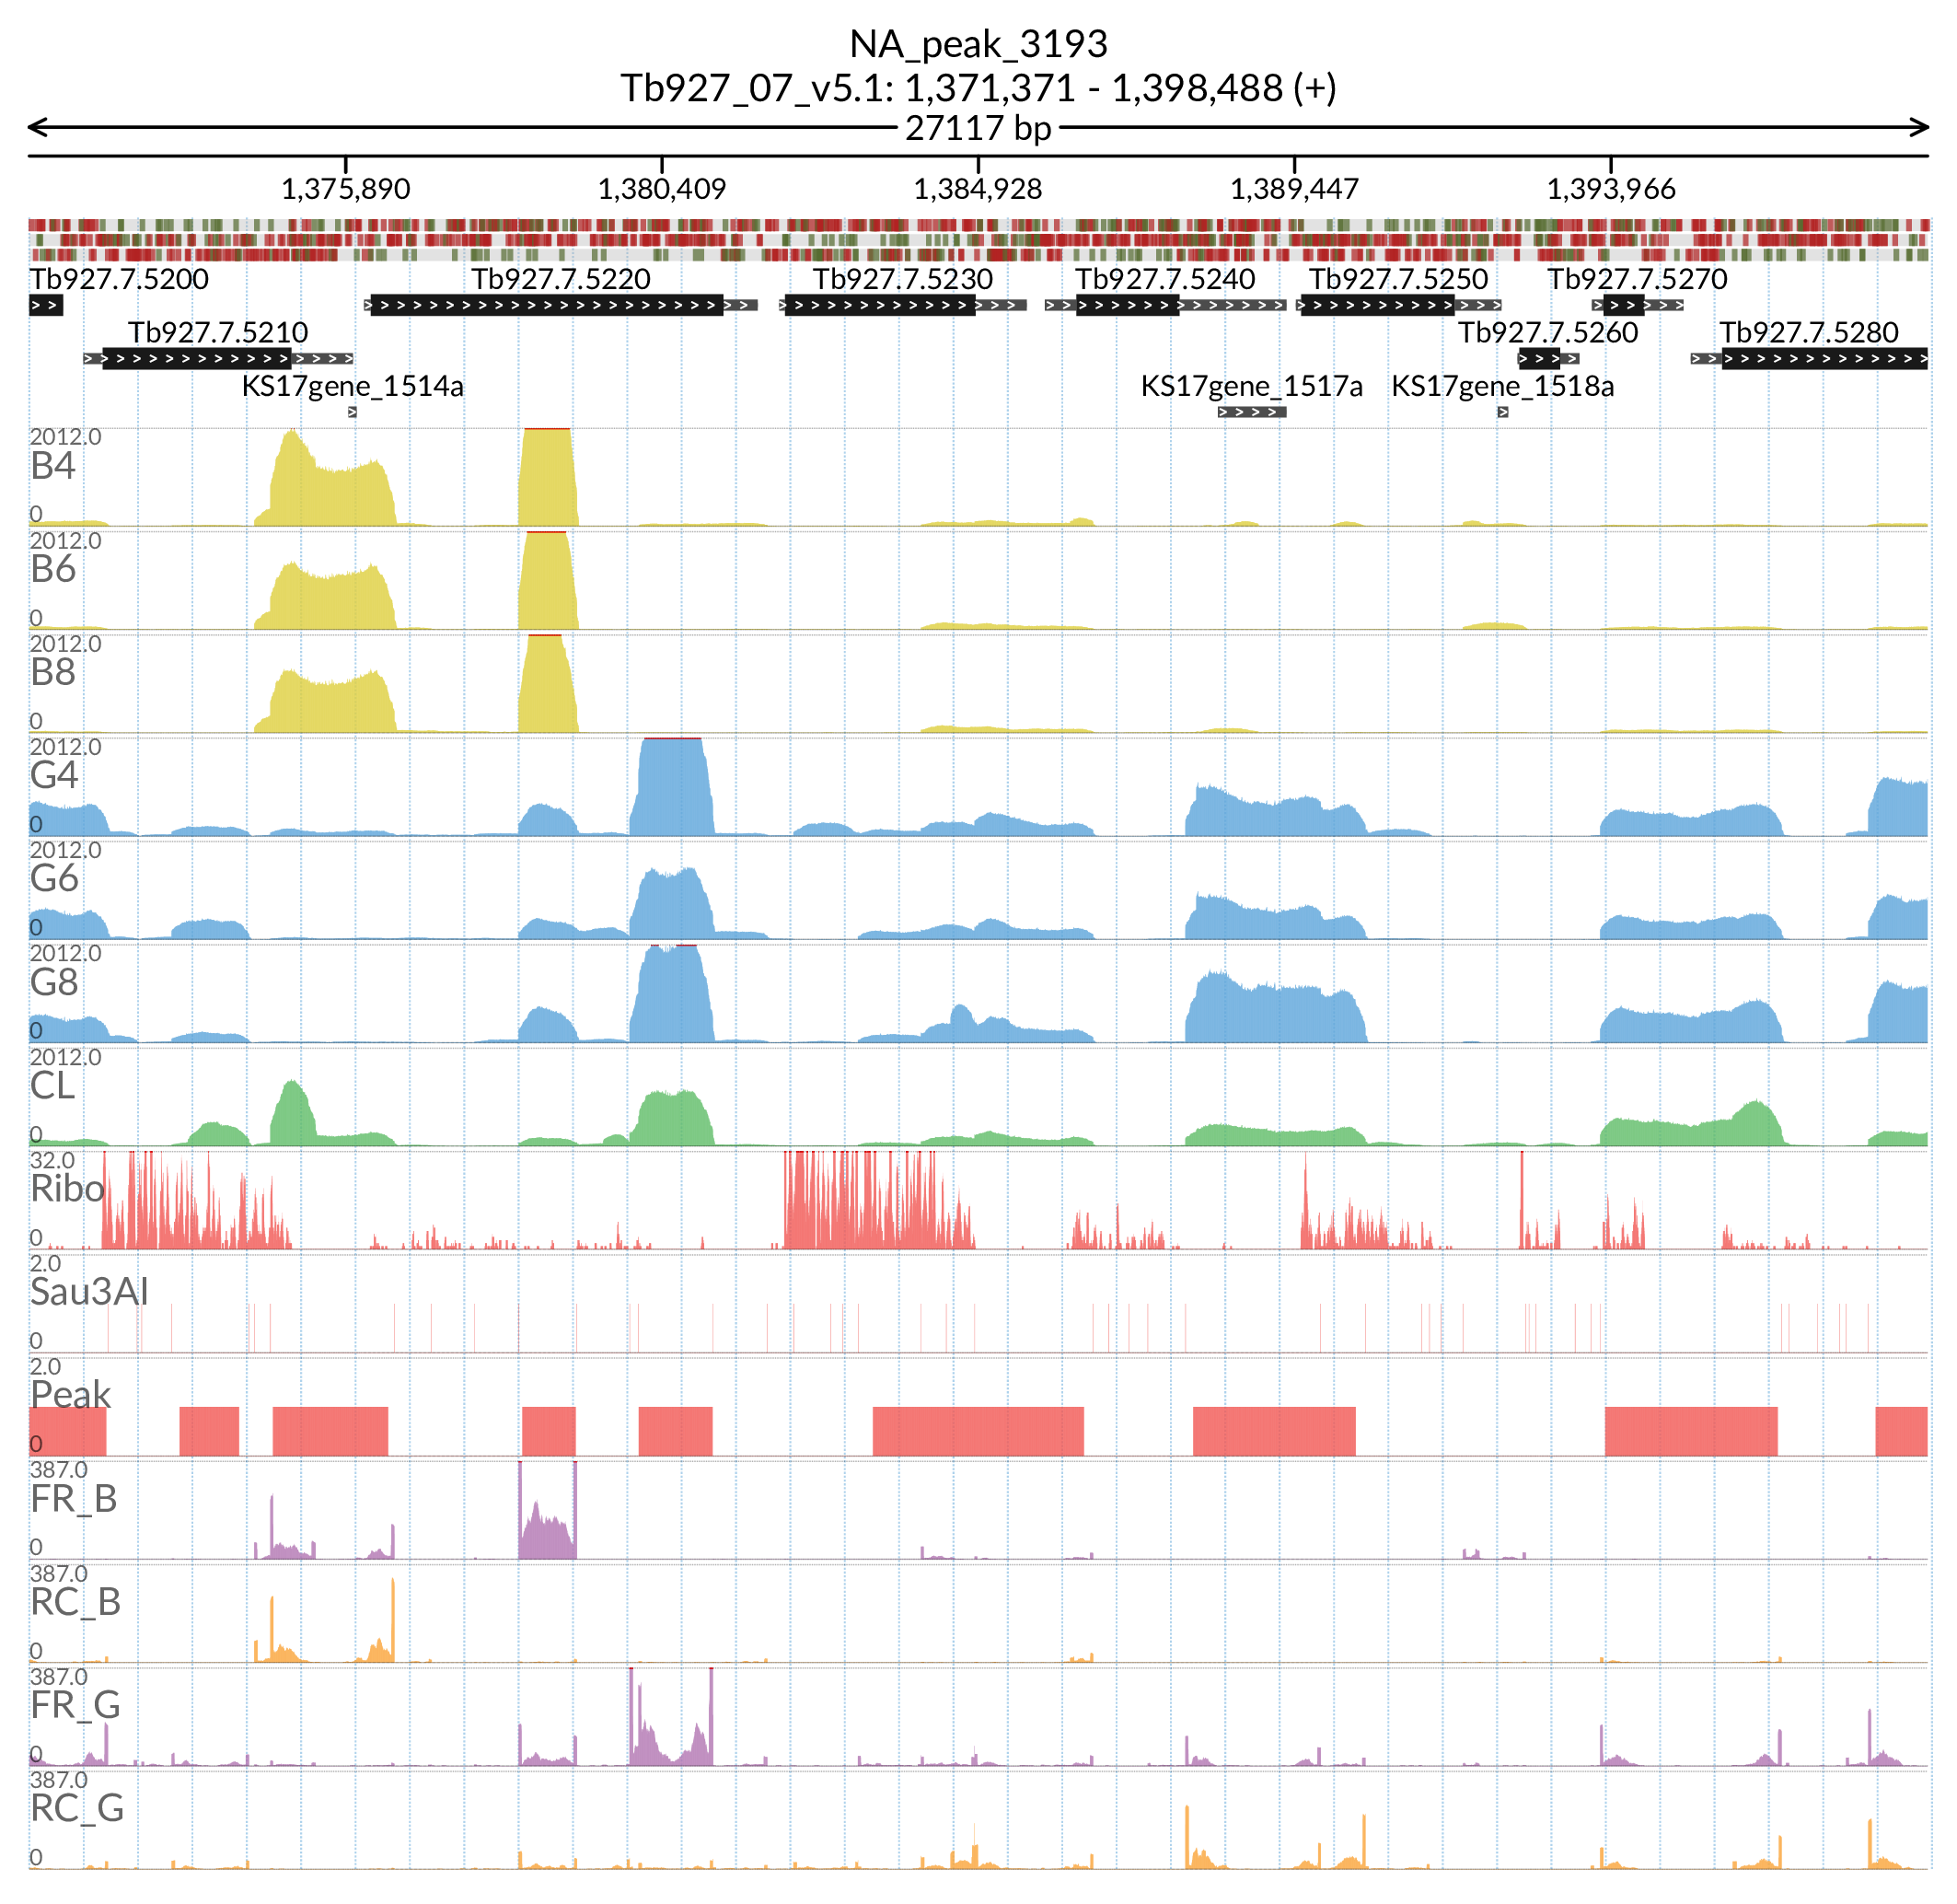 NA_peak_3193
Tb927_07_v5.1: 1,371,371 - 1,398,488 (+)
27117 bp
1,375,890 1,380,409 1,384,928 1,389,447 1,393,966
Tb927.7.5200 Tb927.7.5220 Tb927.7.5230 Tb927.7.5240 Tb927.7.5250 Tb927.7.5270
Tb927.7.5210 Tb927.7.5260 Tb927.7.5280
KS17gene_1514a KS17gene_1517a KS17gene_1518a
2012.0
B4
0
2012.0
B6
0
2012.0
B8
0
2012.0
G4
0
2012.0
G6
0
2012.0
G8
0
2012.0
CL
0
32.0
Ribo
0
2.0
Sau3AI
0
2.0
Peak
0
387.0
FR_B
0
387.0
RC_B
0
387.0
FR_G
0
387.0
RC_G
0